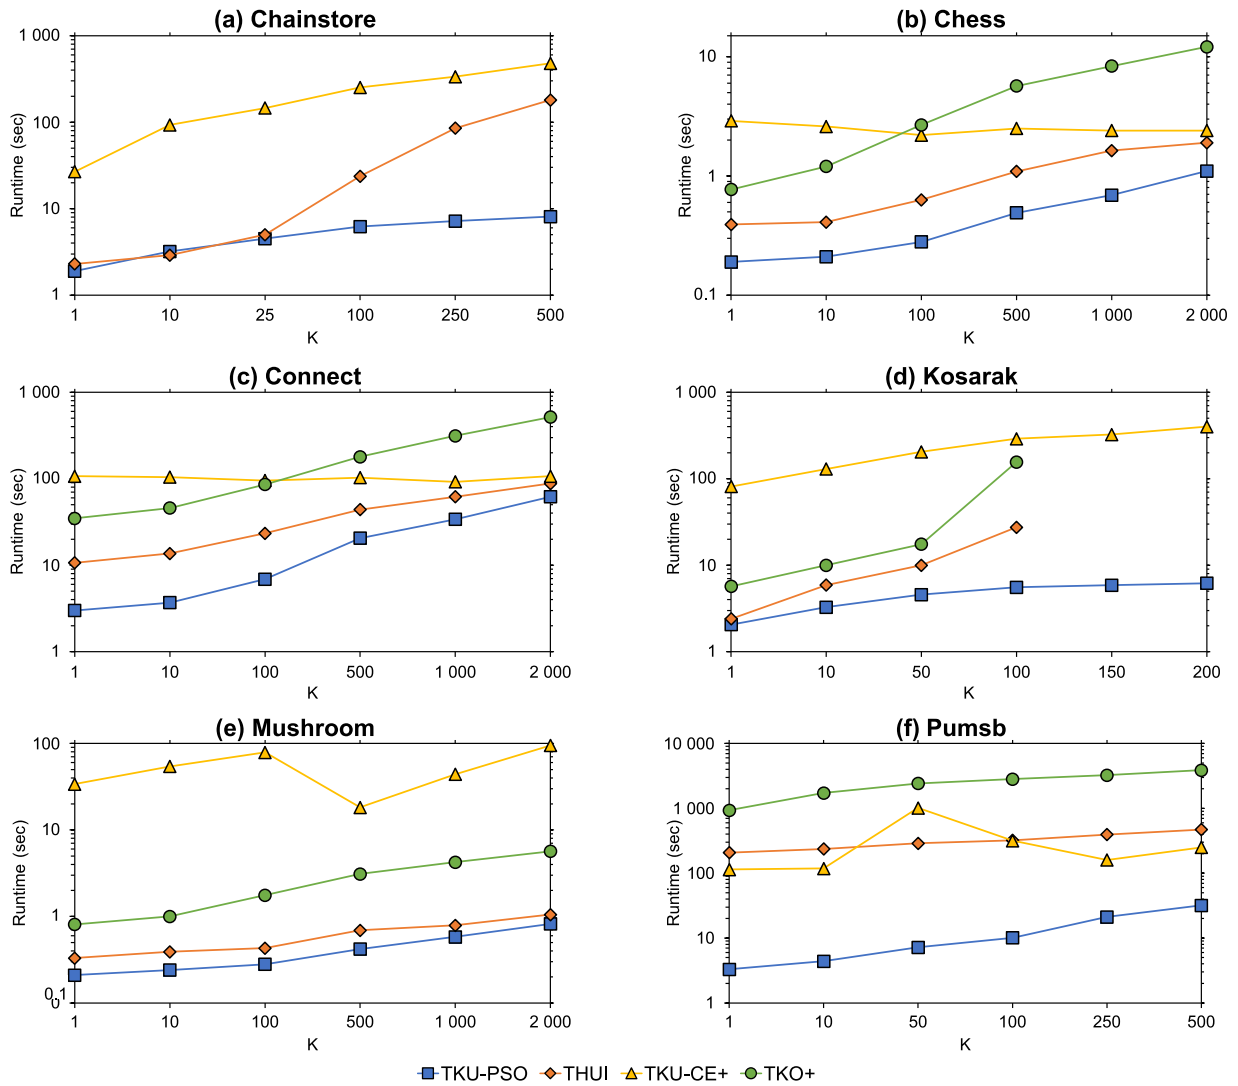 (a) Chainstore
1 000
100
10
1
Runtime (sec)
1 10 25 100 250 500
K
(b) Chess
10
1
0.1
Runtime (sec)
1 10 100 500 1 000 2 000
K
(c) Connect
1 000
100
10
1
Runtime (sec)
1 10 100 500 1 000 2 000
K
(d) Kosarak
1 000
100
10
1
Runtime (sec)
1 10 50 100 150 200
K
(e) Mushroom
100
10
1
0.1
0
Runtime (sec)
1 10 100 500 1 000 2 000
K
(f) Pumsb
10 000
1 000
100
10
1
Runtime (sec)
1 10 50 100 250 500
K
TKU-PSO THUI TKU-CE+ TKO+